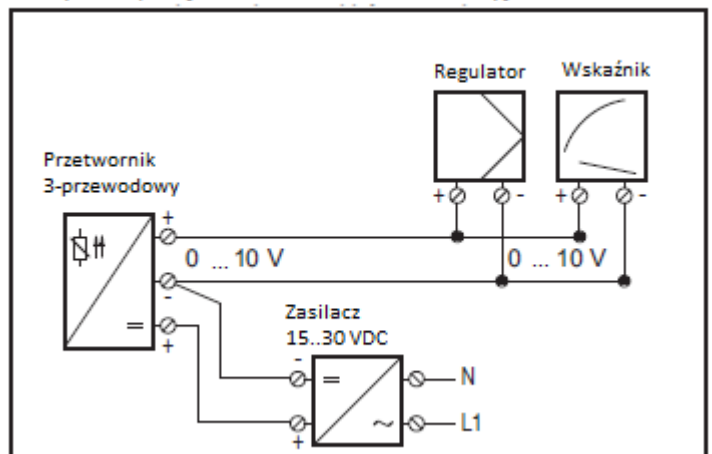 Regulator
Wskaźnik
Przetwornik
3-przewodowy
+ - + -
+
0 ... 10 V
0 ... 10 V
-
=
+
Zasilacz
15..30 VDC
-
=
N
~
L1
+